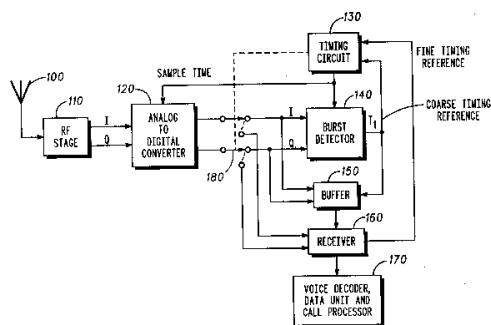 130
TIMING
CIRCUIT
FINE TIMING
REFERENCE
100
SAMPLE TIME
110
120
140
RF
STAGE
I
Q
ANALOG
TO
DIGITAL
CONVERTER
I
Q
BURST
DETECTOR
T1
COARSE TIMING
REFERENCE
180
150
BUFFER
160
RECEIVER
170
VOICE DECODER,
DATA UNIT AND
CALL PROCESSOR